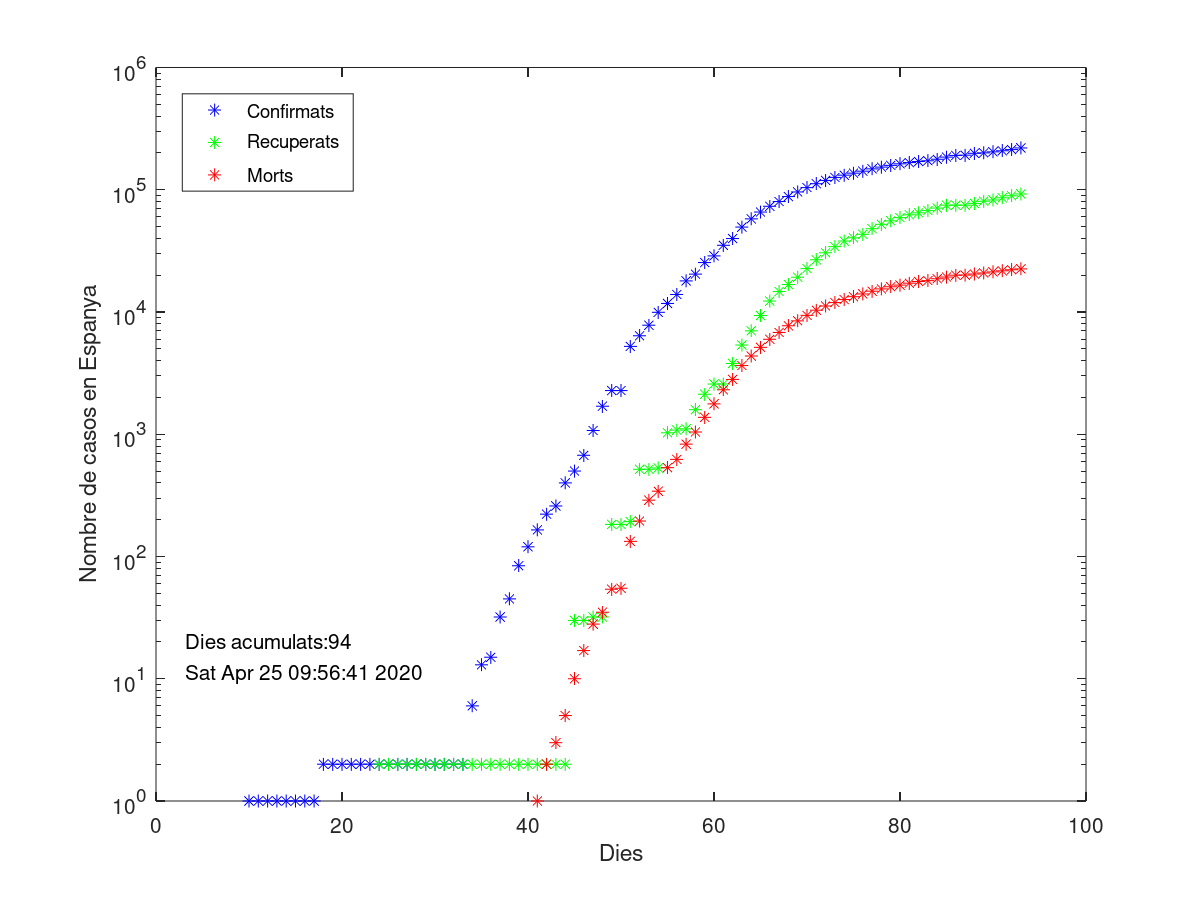 10^6
10^5
10^4
10^3
10^2
10^1
10^0
Confirmats
Recuperats
Morts
Nombre de casos en Espanya
Dies acumulats:94
Sat Apr 25 09:56:41 2020
0 20 40 60 80 100
Dies